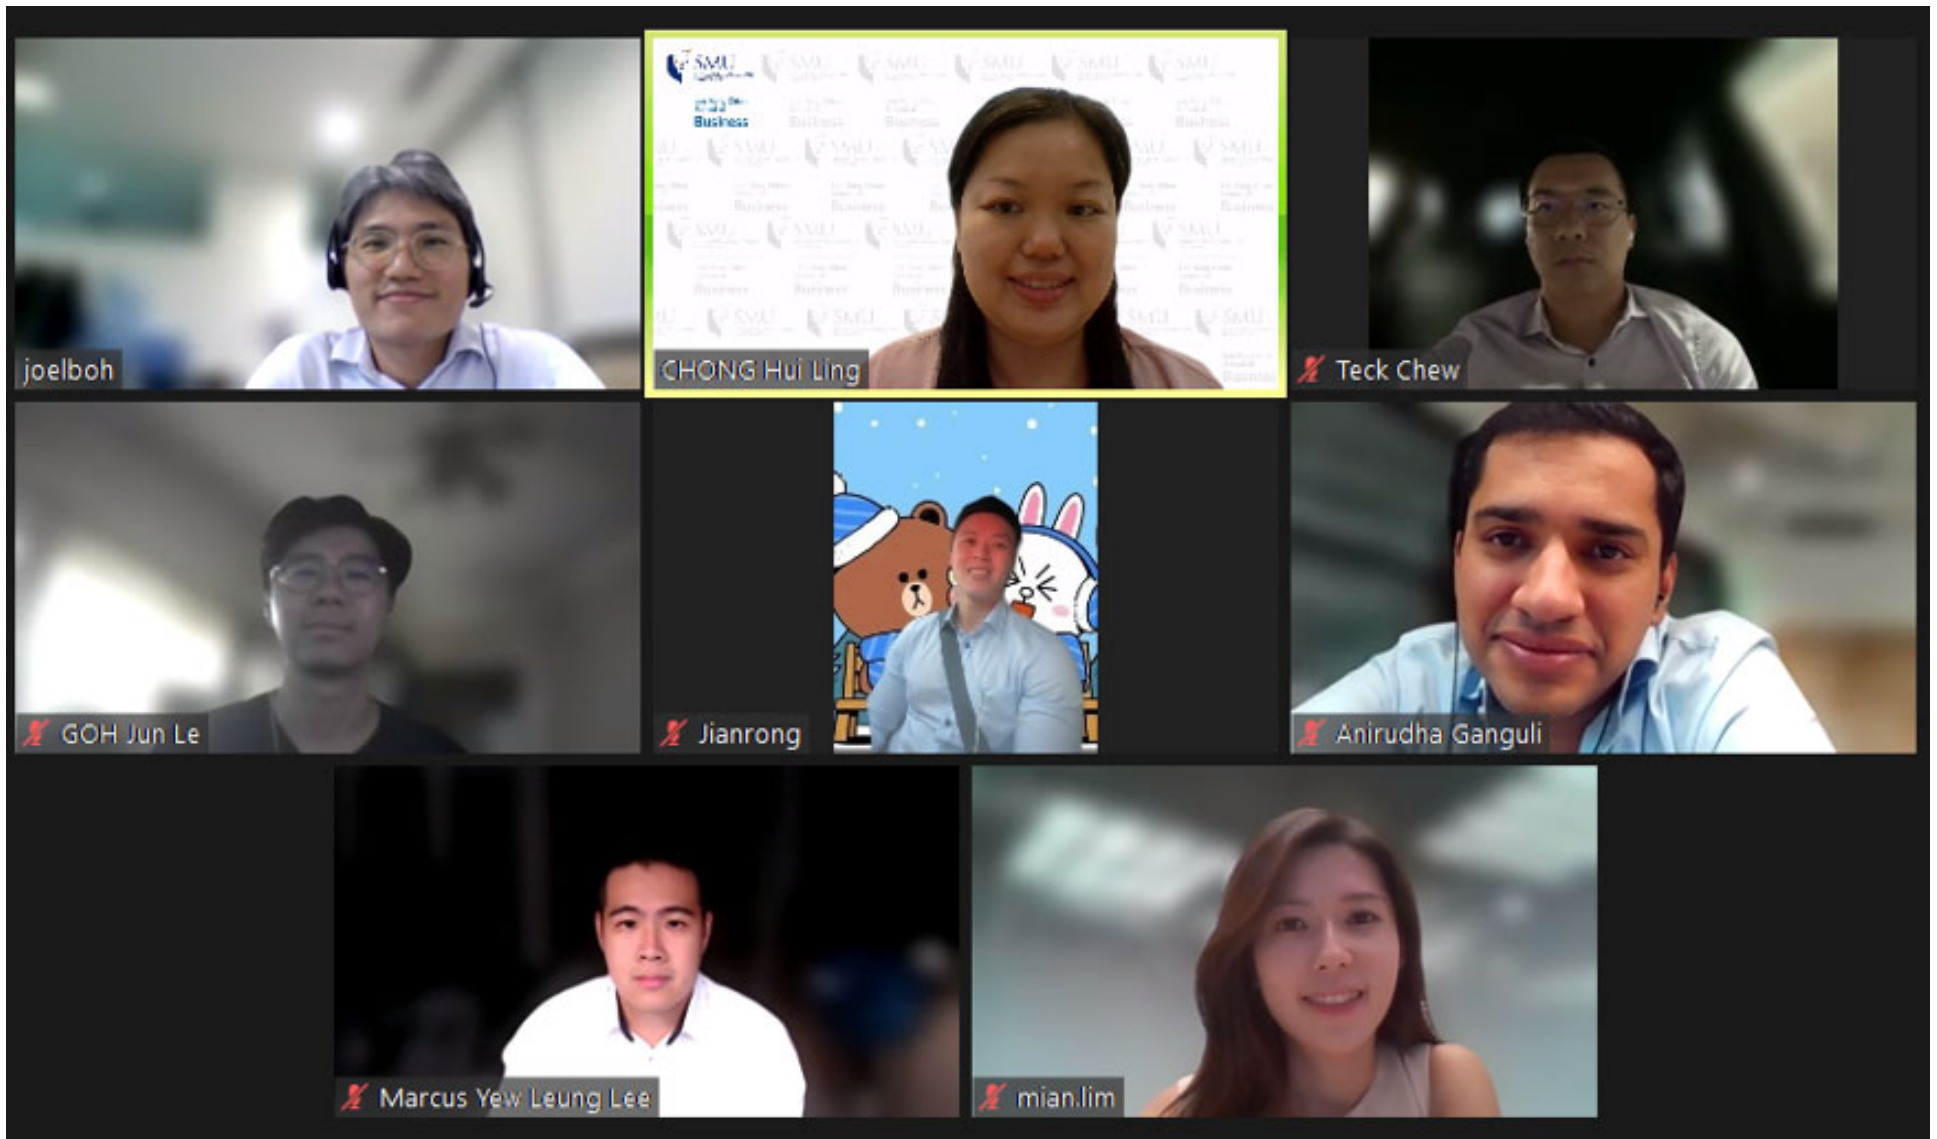 SMU
Business
joelboh
CHONG Hui Ling
Teck Chew
GOH Jun Le
Jianrong
Anirudha Ganguli
Marcus Yew Leung Lee
mian.lim